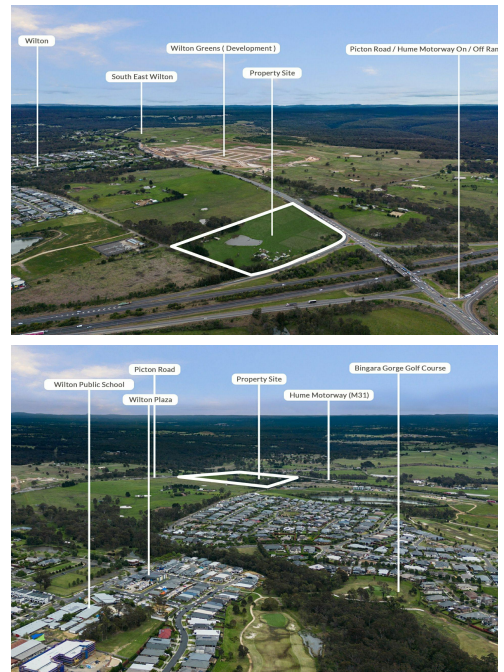 Wilton
South East Wilton
Wilton Greens ( Development )
Property Site
Picton Road / Hume Motorway On / Off
Wilton Public School
Picton Road
Wilton Plaza
Property Site
Hume Motorway (M31)
Bingara Gorge Golf Course